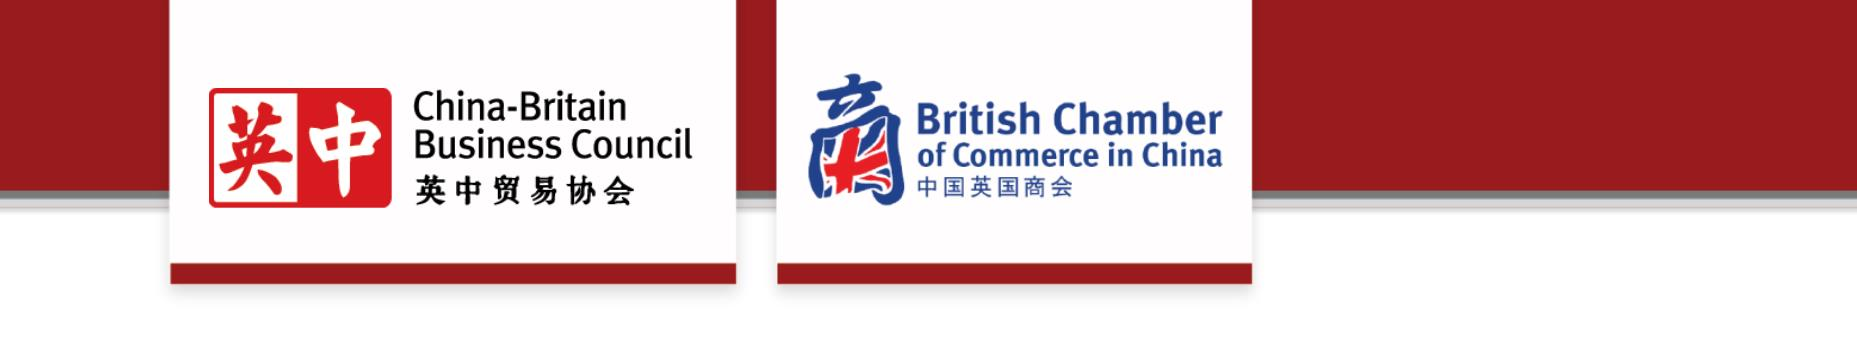 英中
China-Britain
Business Council
英中贸易协会
商
British Chamber
of Commerce in China
中国英国商会